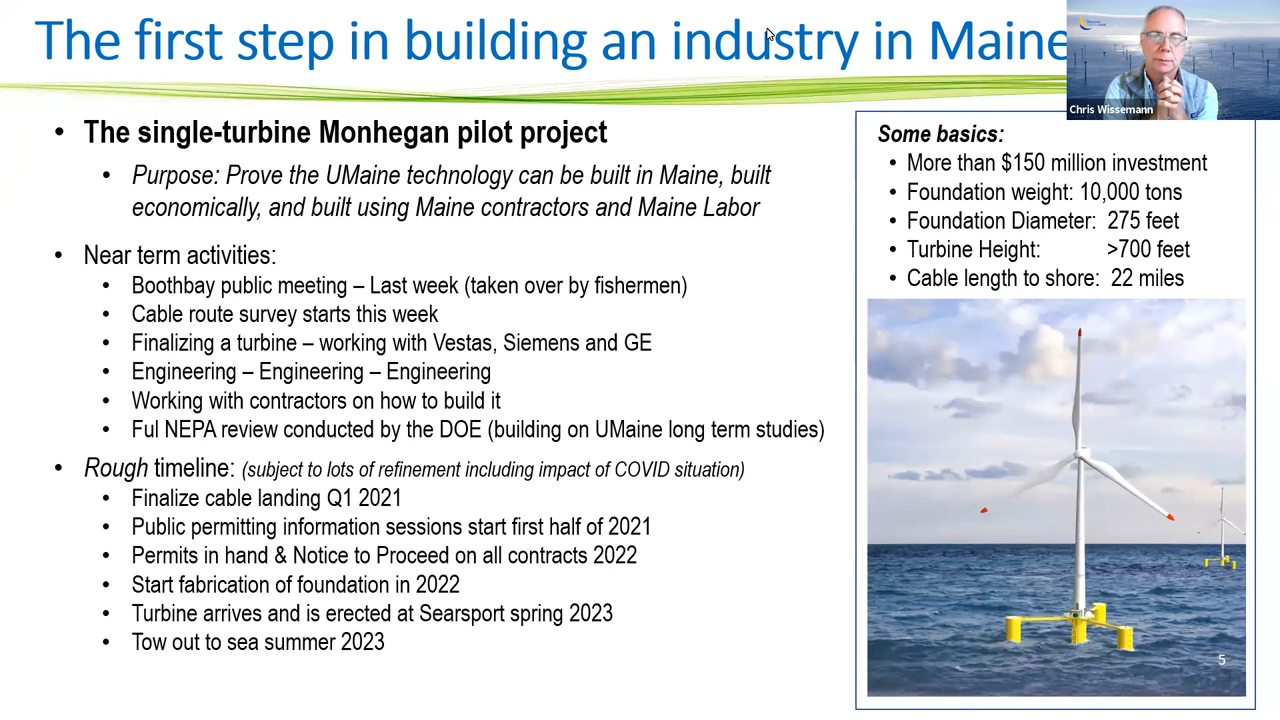 The first step in building an industry in Maine
Chris Wissemann
• The single-turbine Monhegan pilot project
• Purpose: Prove the UMaine technology can be built in Maine, built
economically, and built using Maine contractors and Maine Labor
• Near term activities:
• Boothbay public meeting – Last week (taken over by fishermen)
• Cable route survey starts this week
• Finalizing a turbine – working with Vestas, Siemens and GE
• Engineering – Engineering – Engineering
• Working with contractors on how to build it
• Ful NEPA review conducted by the DOE (building on UMaine long term studies)
• Rough timeline: (subject to lots of refinement including impact of COVID situation)
• Finalize cable landing Q1 2021
• Public permitting information sessions start first half of 2021
• Permits in hand & Notice to Proceed on all contracts 2022
• Start fabrication of foundation in 2022
• Turbine arrives and is erected at Searsport spring 2023
• Tow out to sea summer 2023
Some basics:
• More than $150 million investment
• Foundation weight: 10,000 tons
• Foundation Diameter: 275 feet
• Turbine Height: >700 feet
• Cable length to shore: 22 miles
5